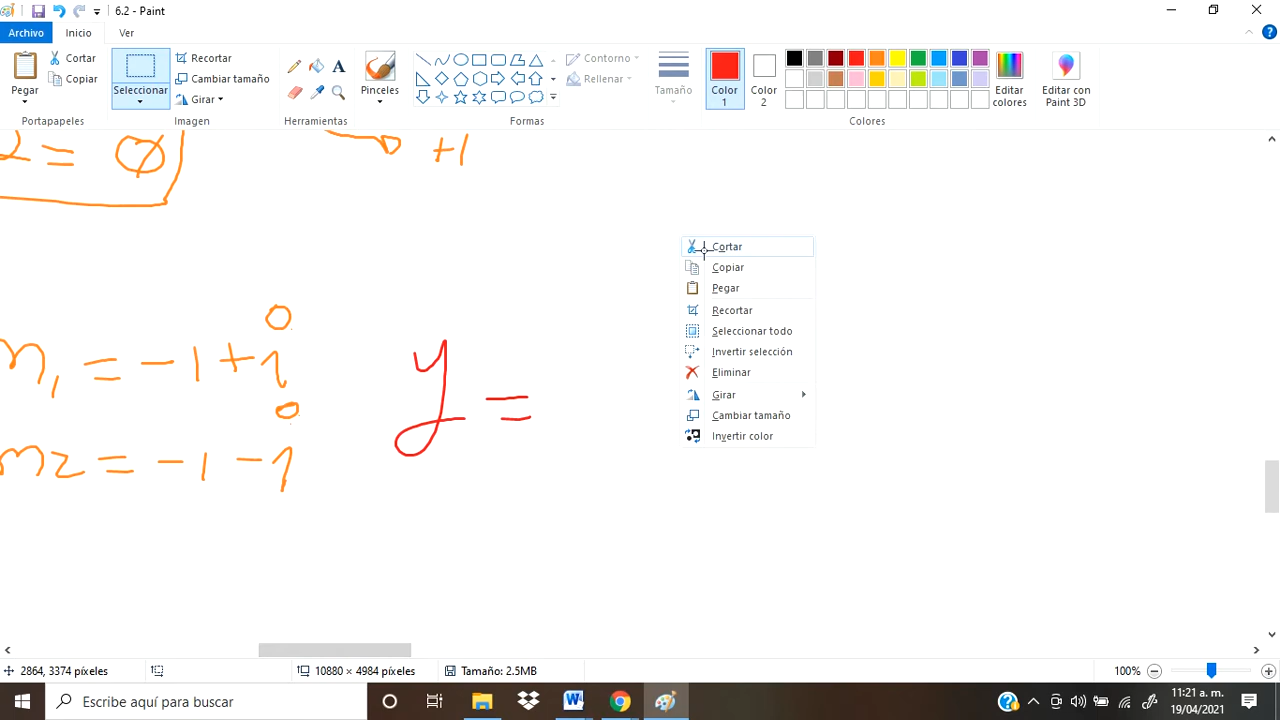 6.2 - Paint
Archivo Inicio Ver
Pegar
Cortar
Copiar
Portapapeles
Seleccionar
Recortar
Cambiar tamaño
Girar
Imagen
A
Herramientas
Pinceles
Contorno
Rellenar
Formas
Tamaño
Color 1
Color 2
Editar colores
Editar con Paint 3D
Colores
2 = 0
+1
m1 = -1 + i
m2 = -1 - i
y =
Cortar
Copiar
Pegar
Recortar
Seleccionar todo
Invertir selección
Eliminar
Girar
Cambiar tamaño
Invertir color
2864, 3374 píxeles
10880 × 4984 píxeles
Tamaño: 2.5MB
100%
Escribe aquí para buscar
11:21 a. m.
19/04/2021